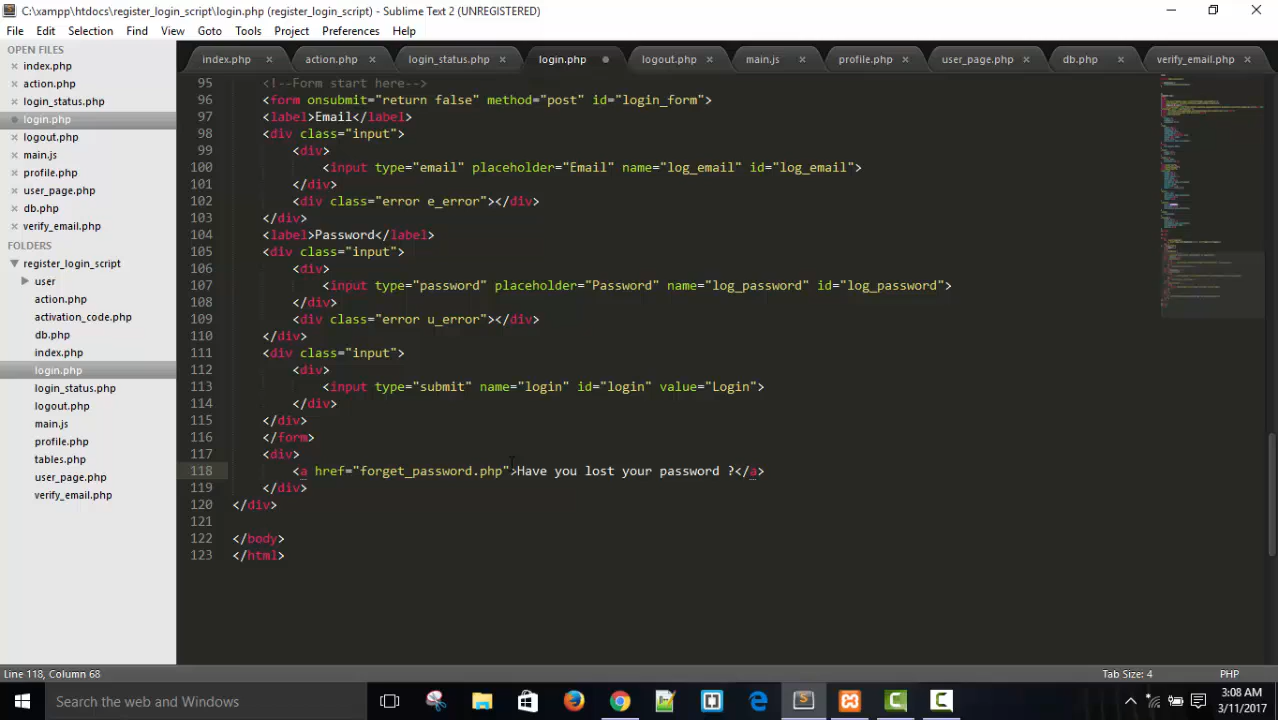 C:\xampp\htdocs\register_login_script\login.php (register_login_script) - Sublime Text 2 (UNREGISTERED)
File Edit Selection Find View Goto Tools Project Preferences Help
OPEN FILES
index.php
action.php
login_status.php
login.php
logout.php
main.js
profile.php
user_page.php
db.php
verify_email.php
FOLDERS
register_login_script
user
action.php
activation_code.php
db.php
index.php
login.php
login_status.php
logout.php
main.js
profile.php
tables.php
user_page.php
verify_email.php
index.php action.php login_status.php login.php logout.php main.js profile.php user_page.php db.php verify_email.php
95 <!--Form start here-->
96 <form onsubmit="return false" method="post" id="login_form">
97 <label>Email</label>
98 <div class="input">
99 <div>
100 <input type="email" placeholder="Email" name="log_email" id="log_email">
101 </div>
102 <div class="error e_error"></div>
103 </div>
104 <label>Password</label>
105 <div class="input">
106 <div>
107 <input type="password" placeholder="Password" name="log_password" id="log_password">
108 </div>
109 <div class="error u_error"></div>
110 </div>
111 <div class="input">
112 <div>
113 <input type="submit" name="login" id="login" value="Login">
114 </div>
115 </div>
116 </form>
117 <div>
118 <a href="forget_password.php">Have you lost your password ?</a>
119 </div>
120 </div>
121
122 </body>
123 </html>
Line 118, Column 68
Tab Size: 4 PHP
Search the web and Windows
3:08 AM
3/11/2017